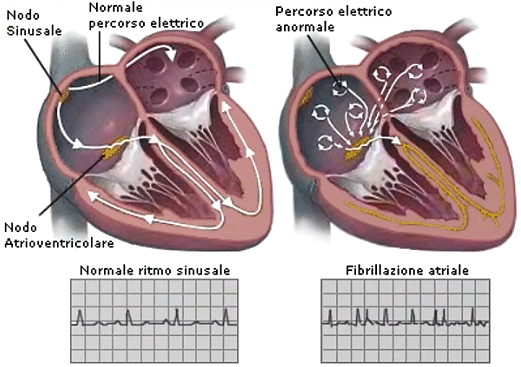 Nodo
Sinusale
Normale
percorso elettrico
Percorso elettrico
anormale
Nodo
Atrioventricolare
Normale ritmo sinusale
Fibrillazione atriale